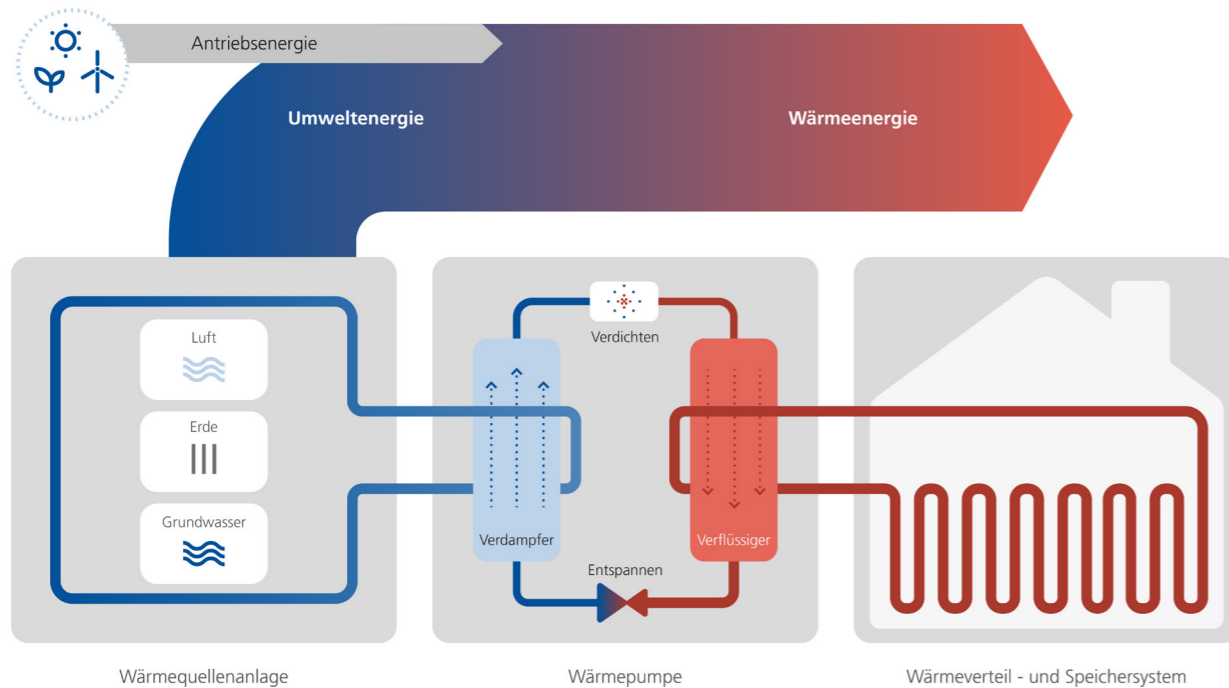 Antriebsenergie
Umweltenergie
Wärmeenergie
Luft
Erde
Grundwasser
Verdichten
Verdampfer
Verflüssiger
Entspannen
Wärmequellenanlage
Wärmepumpe
Wärmeverteil - und Speichersystem